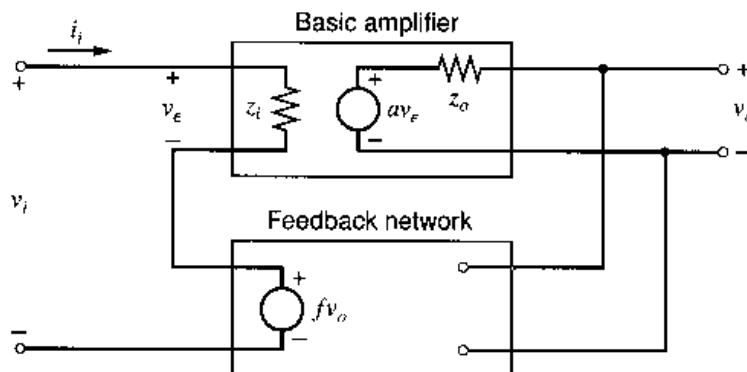 Basic amplifier
i_i
+ + + +
v_ε z_i av_ε z_o
− − −
v_i
Feedback network
+
fv_o
− −